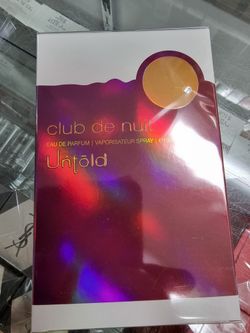 club de nuit
EAU DE PARFUM | VAPORISATEUR SPRAY |
Untold